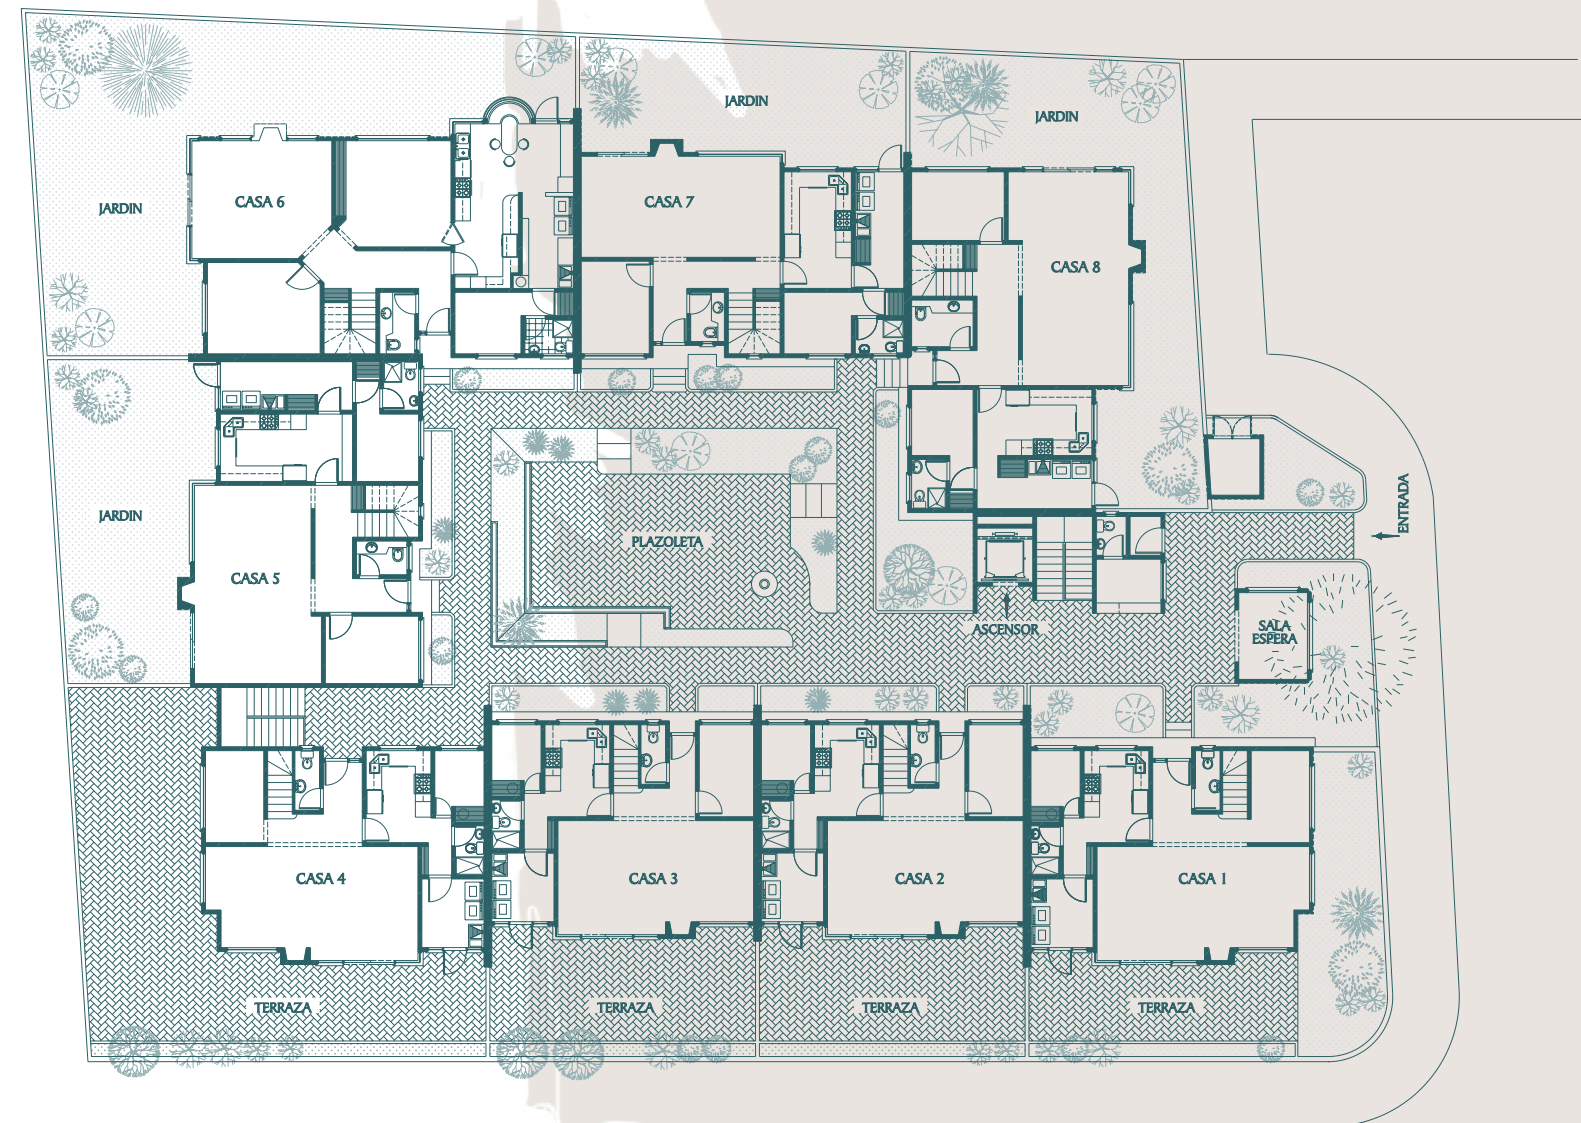 JARDIN
JARDIN
CASA 6
CASA 7
JARDIN
CASA 8
ENTRADA
JARDIN
PLAZOLETA
CASA 5
ASCENSOR
SALA
ESPERA
CASA 4
CASA 3
CASA 2
CASA 1
TERRAZA
TERRAZA
TERRAZA
TERRAZA